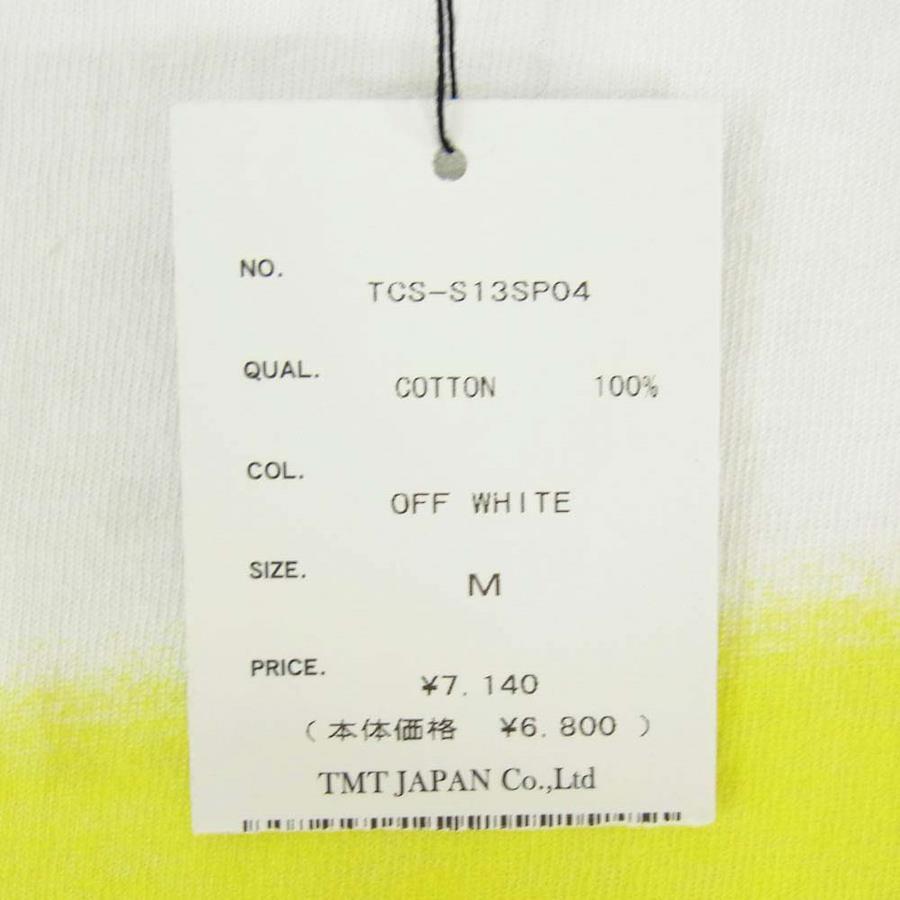 NO.
TCS-S13SP04
QUAL.
COTTON 100%
COL.
OFF WHITE
SIZE.
M
PRICE.
¥7.140
(本体価格 ¥6.800 )
TMT JAPAN Co.,Ltd